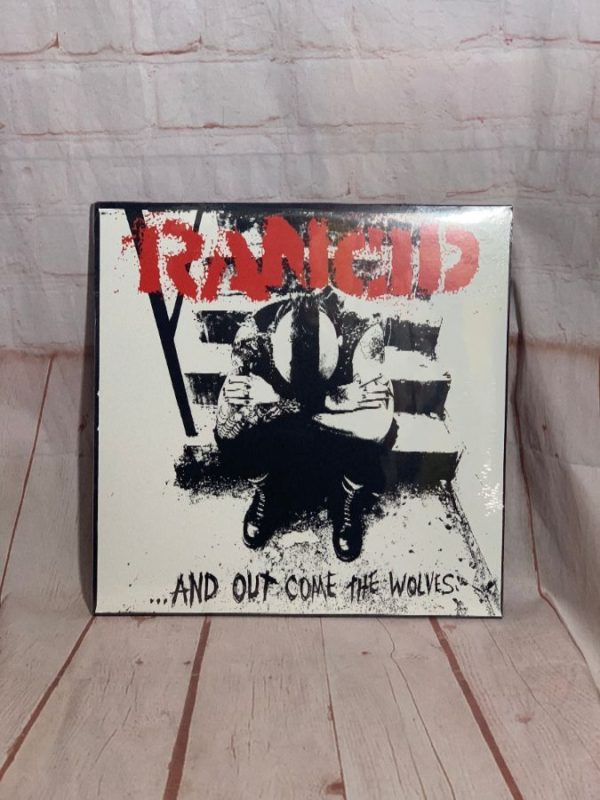 RANCID
...AND OUT COME THE WOLVES